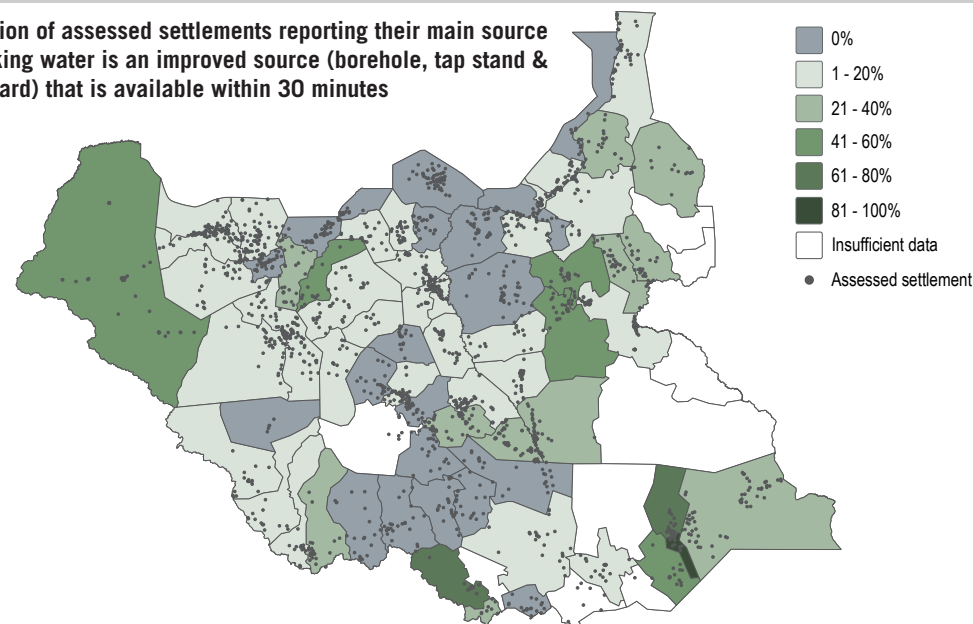 ion of assessed settlements reporting their main source
king water is an improved source (borehole, tap stand &
ard) that is available within 30 minutes
0%
1 - 20%
21 - 40%
41 - 60%
61 - 80%
81 - 100%
Insufficient data
Assessed settlement